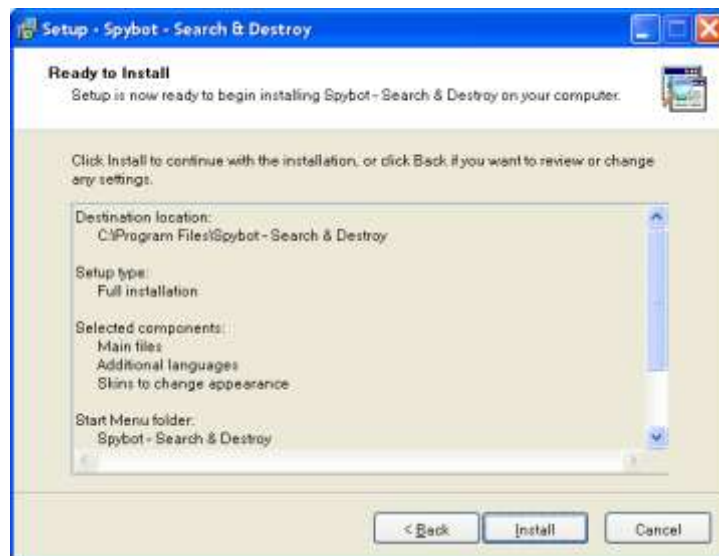 Setup - Spybot - Search & Destroy
Ready to Install
Setup is now ready to begin installing Spybot - Search & Destroy on your computer.
Click Install to continue with the installation, or click Back if you want to review or change
any settings.
Destination location:
C:\Program Files\Spybot - Search & Destroy
Setup type:
Full installation
Selected components:
Main files
Additional languages
Skins to change appearance
Start Menu folder:
Spybot - Search & Destroy
< Back
Install
Cancel